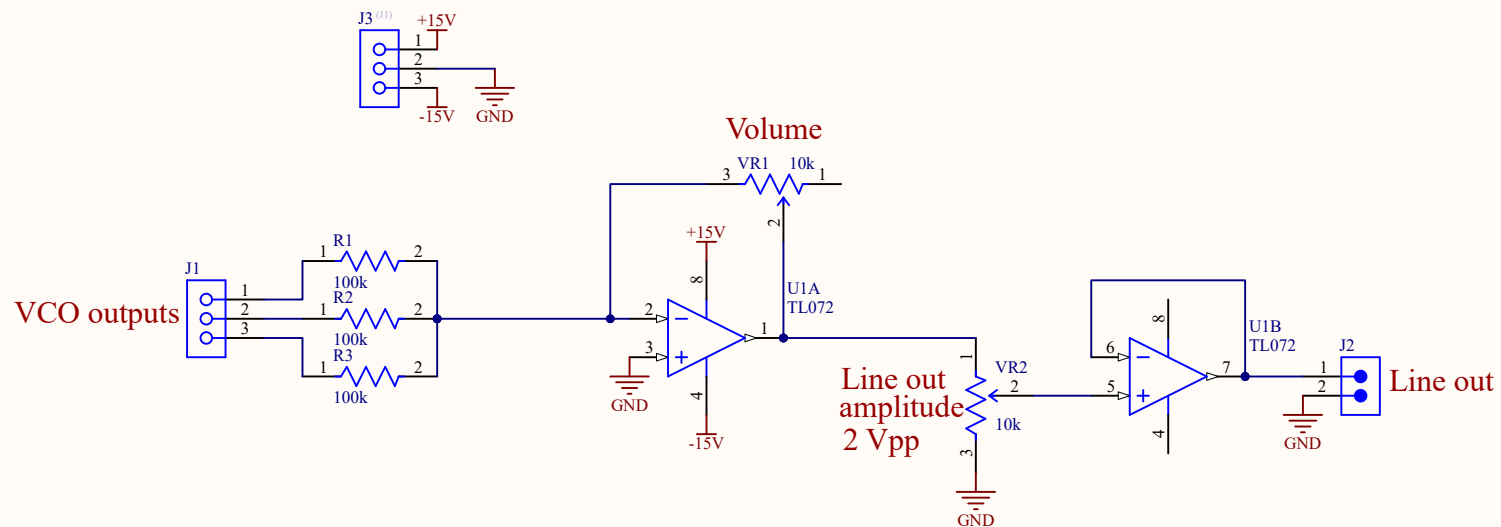 J3 (J1)
+15V
1
2
3
-15V
GND
Volume
VR1 10k
3
1
2
+15V
8
R1
1 2
100k
J1
VCO outputs
1
2
3
R2
1 2
100k
R3
1 2
100k
U1A
TL072
2
3
1
GND
4
-15V
1
VR2
2
10k
3
Line out
amplitude
2 Vpp
GND
8
U1B
TL072
6
5
7
4
J2
1
2
Line out
GND